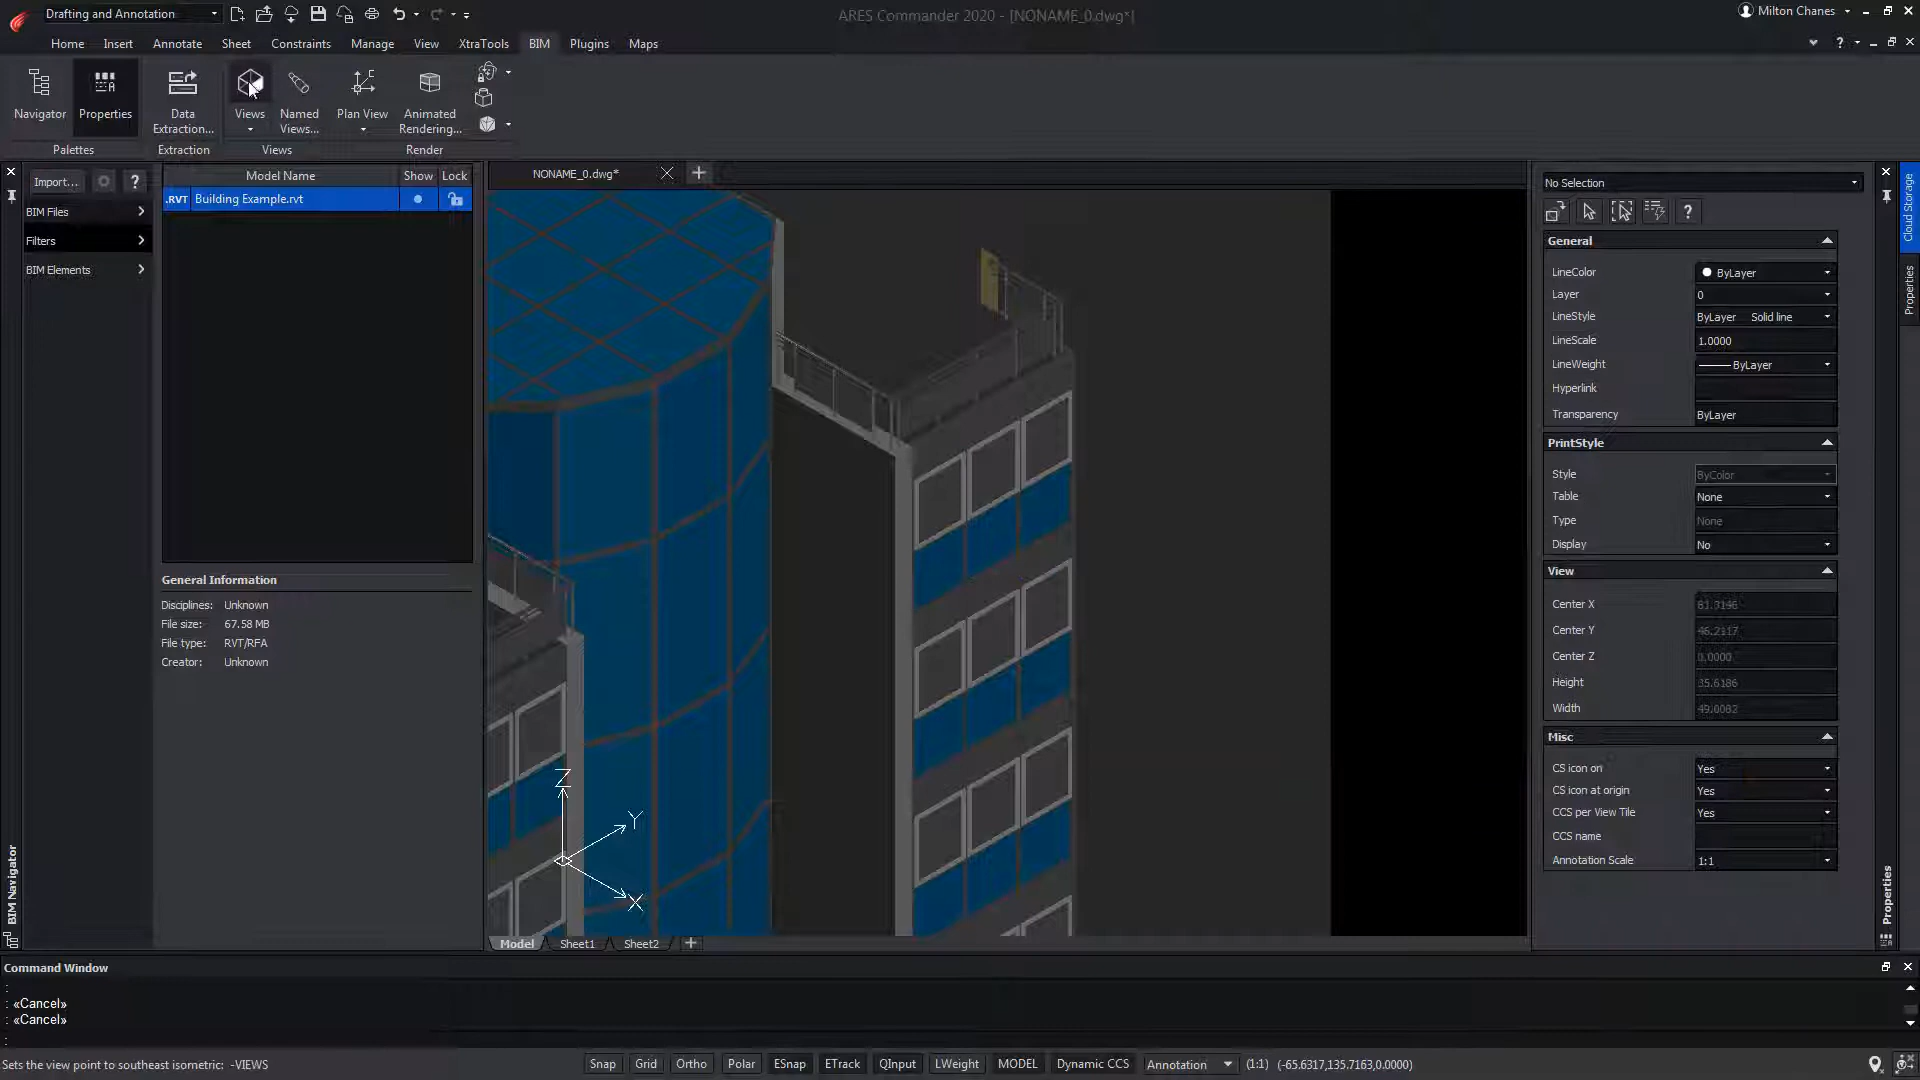 Drafting and Annotation
ARES Commander 2020 - [NONAME_0.dwg*]
Milton Chanes
Home Insert Annotate Sheet Constraints Manage View XtraTools BIM Plugins Maps
Navigator Properties Data Extraction... Views Named Views... Plan View Animated Rendering...
Palettes Extraction Views Render
Import...
BIM Files
Filters
BIM Elements
Model Name Show Lock
.RVT Building Example.rvt
General Information
Disciplines: Unknown
File size: 67.58 MB
File type: RVT/RFA
Creator: Unknown
BIM Navigator
NONAME_0.dwg*
Z
Y
X
Model Sheet1 Sheet2
No Selection
General
LineColor ByLayer
Layer 0
LineStyle ByLayer Solid line
LineScale 1.0000
LineWeight ByLayer
Hyperlink
Transparency ByLayer
PrintStyle
Style ByColor
Table None
Type None
Display No
View
Center X
Center Y 46.2117
Center Z 0.0000
Height 35.6186
Width
Misc
CS icon on Yes
CS icon at origin Yes
CCS per View Tile Yes
CCS name
Annotation Scale 1:1
Properties
Cloud Storage
Properties
Command Window
:
: «Cancel»
: «Cancel»
:
Sets the view point to southeast isometric: -VIEWS
Snap Grid Ortho Polar ESnap ETrack QInput LWeight MODEL Dynamic CCS Annotation (1:1) (-65.6317,135.7163,0.0000)